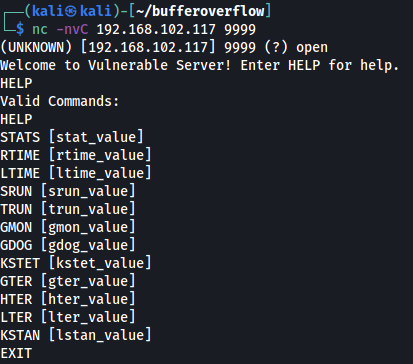 ┌──(kali㉿kali)-[~/bufferoverflow]
└─$ nc -nvC 192.168.102.117 9999
(UNKNOWN) [192.168.102.117] 9999 (?) open
Welcome to Vulnerable Server! Enter HELP for help.
HELP
Valid Commands:
HELP
STATS [stat_value]
RTIME [rtime_value]
LTIME [ltime_value]
SRUN [srun_value]
TRUN [trun_value]
GMON [gmon_value]
GDOG [gdog_value]
KSTET [kstet_value]
GTER [gter_value]
HTER [hter_value]
LTER [lter_value]
KSTAN [lstan_value]
EXIT